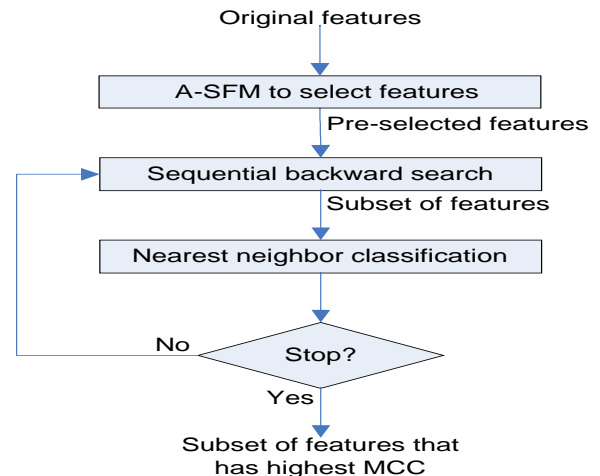 Original features
A-SFM to select features
Pre-selected features
Sequential backward search
Subset of features
Nearest neighbor classification
Stop?
No
Yes
Subset of features that
has highest MCC